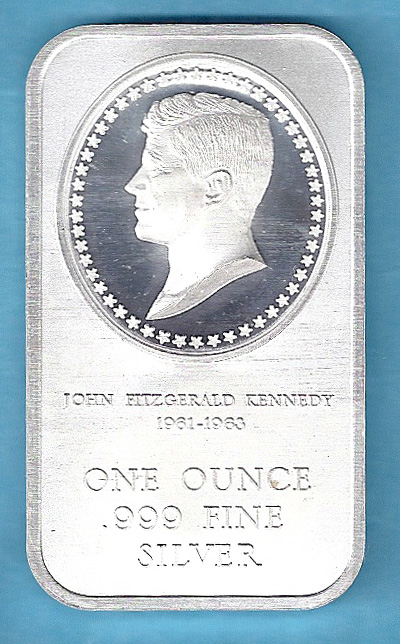 JOHN FITZGERALD KENNEDY
1961-1963
ONE OUNCE
.999 FINE
SILVER